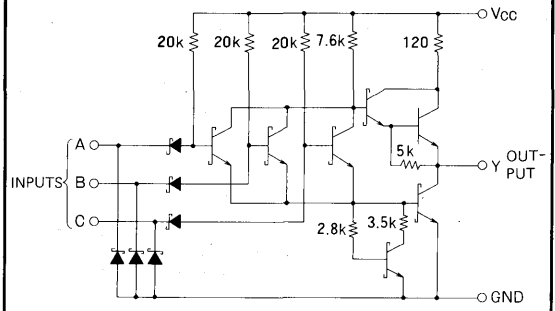 Vcc
20k 20k 20k 7.6k 120
A
5k
Y OUT-
PUT
INPUTS B
C
2.8k 3.5k
GND